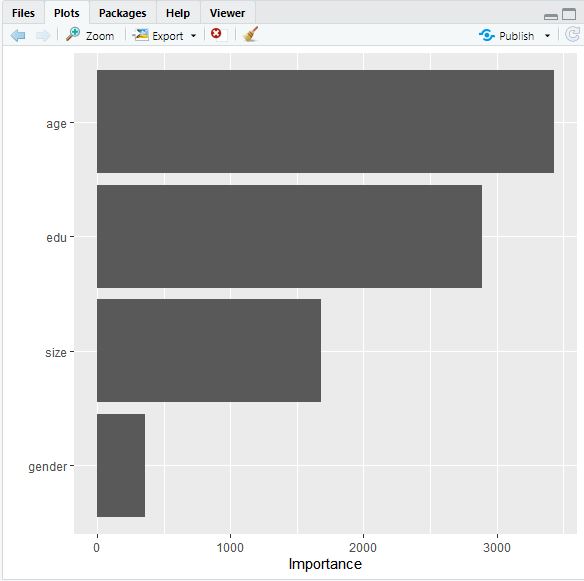 Files Plots Packages Help Viewer
Zoom Export Publish
age
edu
size
gender
0 1000 2000 3000
Importance